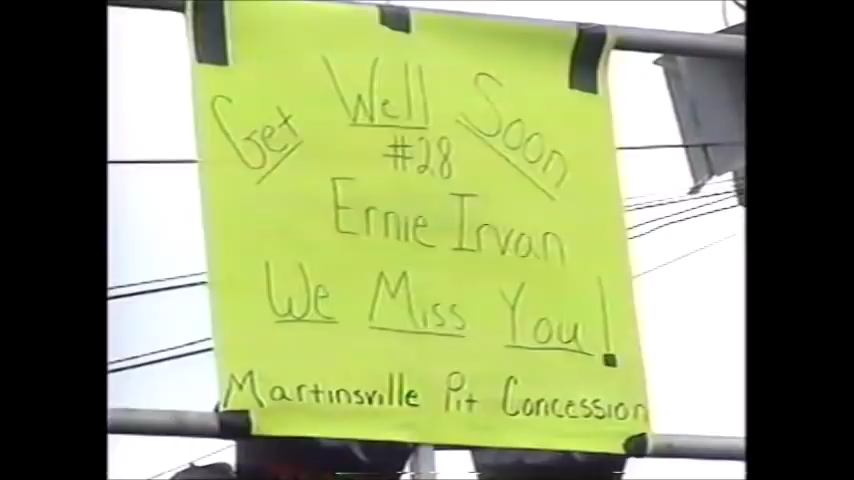 Get Well Soon
#28
Ernie Irvan
We Miss You!
Martinsville Pit Concession